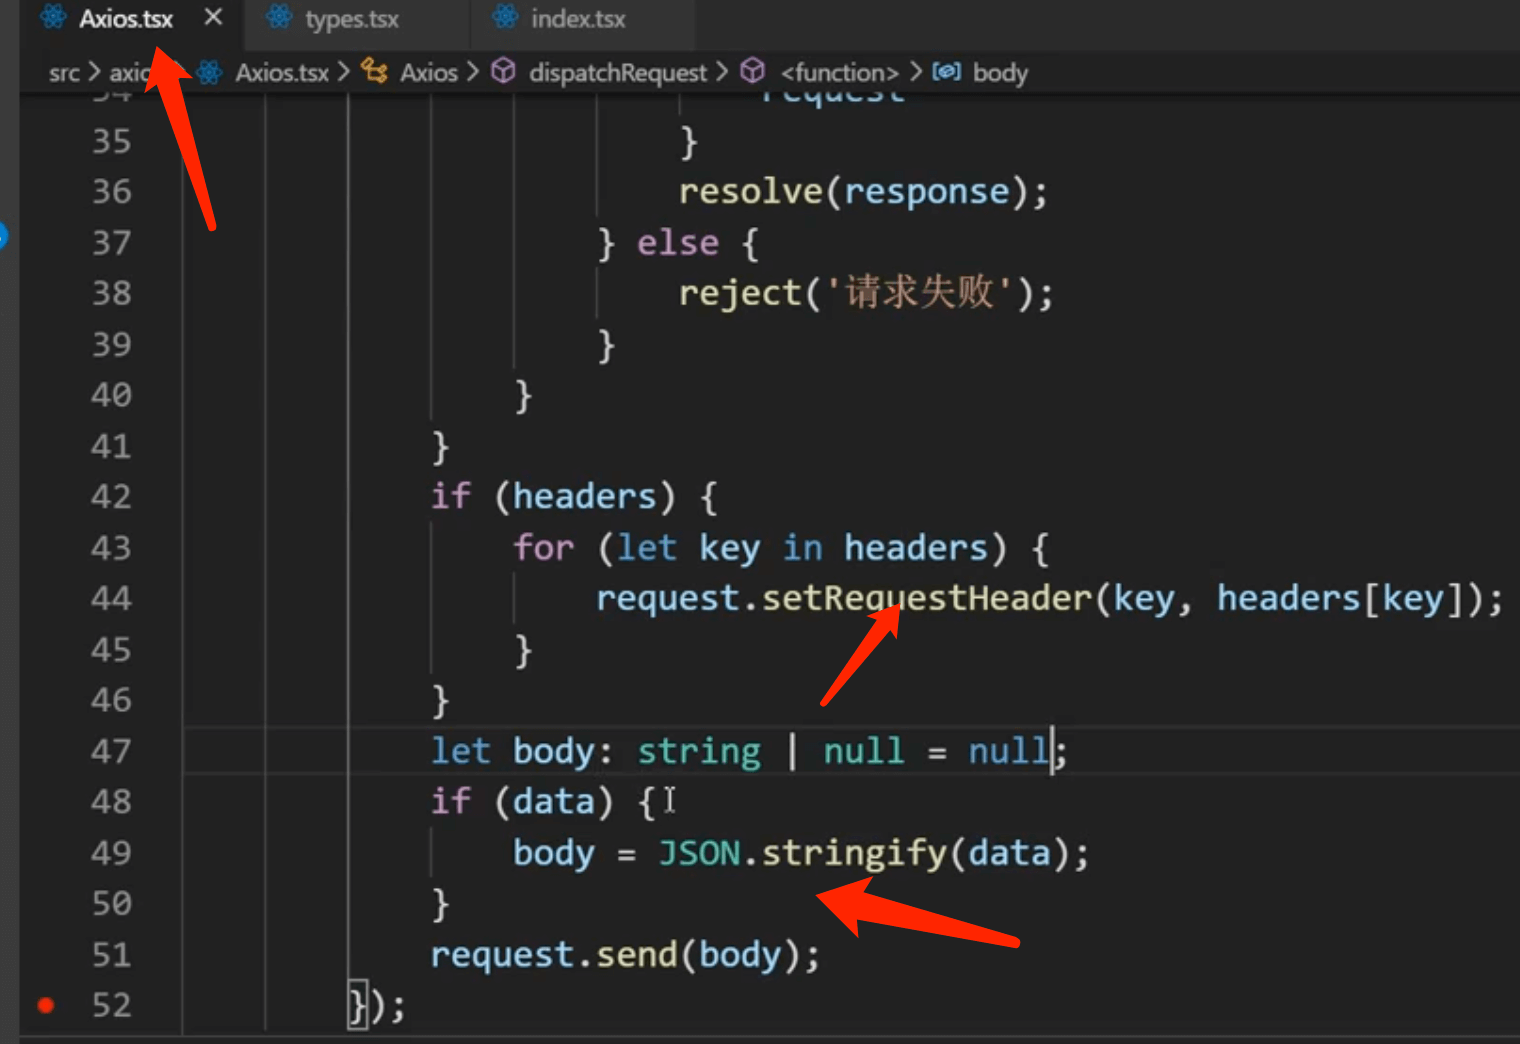 Axios.tsx × types.tsx index.tsx
src > axio Axios.tsx > Axios > dispatchRequest > <function> > body
34 request
35 }
36 resolve(response);
37 } else {
38 reject('请求失败');
39 }
40 }
41 }
42 if (headers) {
43 for (let key in headers) {
44 request.setRequestHeader(key, headers[key]);
45 }
46 }
47 let body: string | null = null;
48 if (data) {
49 body = JSON.stringify(data);
50 }
51 request.send(body);
52 });